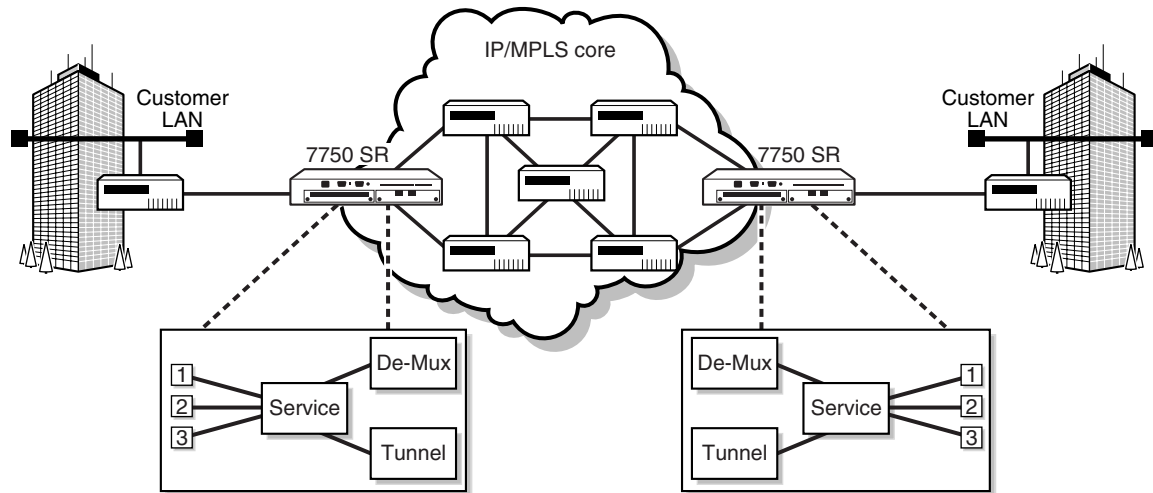 IP/MPLS core
Customer
LAN
Customer
LAN
7750 SR
7750 SR
De-Mux
1
2
3
Service
Tunnel
De-Mux
Service
1
2
3
Tunnel